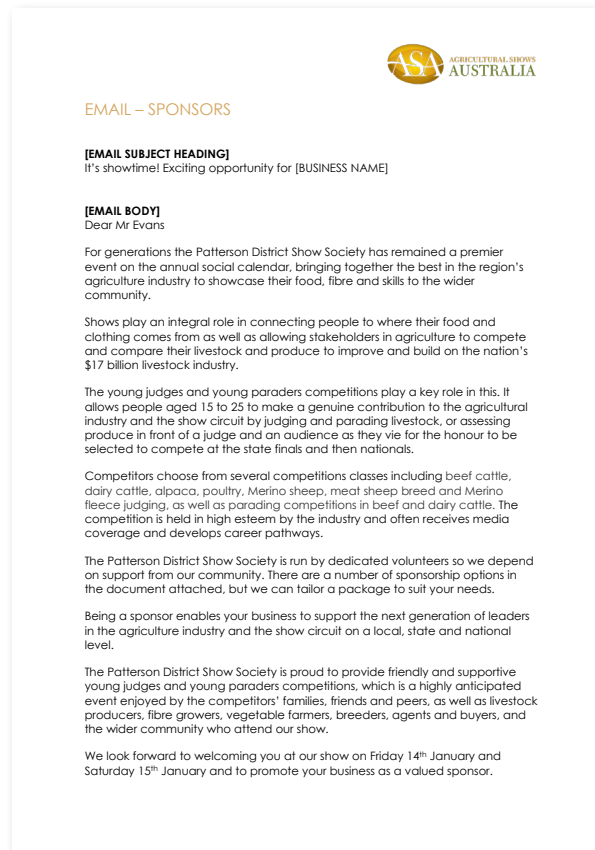 ASA AGRICULTURAL SHOWS
AUSTRALIA
EMAIL – SPONSORS
[EMAIL SUBJECT HEADING]
It's showtime! Exciting opportunity for [BUSINESS NAME]
[EMAIL BODY]
Dear Mr Evans
For generations the Patterson District Show Society has remained a premier
event on the annual social calendar, bringing together the best in the region's
agriculture industry to showcase their food, fibre and skills to the wider
community.
Shows play an integral role in connecting people to where their food and
clothing comes from as well as allowing stakeholders in agriculture to compete
and compare their livestock and produce to improve and build on the nation's
$17 billion livestock industry.
The young judges and young paraders competitions play a key role in this. It
allows people aged 15 to 25 to make a genuine contribution to the agricultural
industry and the show circuit by judging and parading livestock, or assessing
produce in front of a judge and an audience as they vie for the honour to be
selected to compete at the state finals and then nationals.
Competitors choose from several competitions classes including beef cattle,
dairy cattle, alpaca, poultry, Merino sheep, meat sheep breed and Merino
fleece judging, as well as parading competitions in beef and dairy cattle. The
competition is held in high esteem by the industry and often receives media
coverage and develops career pathways.
The Patterson District Show Society is run by dedicated volunteers so we depend
on support from our community. There are a number of sponsorship options in
the document attached, but we can tailor a package to suit your needs.
Being a sponsor enables your business to support the next generation of leaders
in the agriculture industry and the show circuit on a local, state and national
level.
The Patterson District Show Society is proud to provide friendly and supportive
young judges and young paraders competitions, which is a highly anticipated
event enjoyed by the competitors' families, friends and peers, as well as livestock
producers, fibre growers, vegetable farmers, breeders, agents and buyers, and
the wider community who attend our show.
We look forward to welcoming you at our show on Friday 14th January and
Saturday 15th January and to promote your business as a valued sponsor.